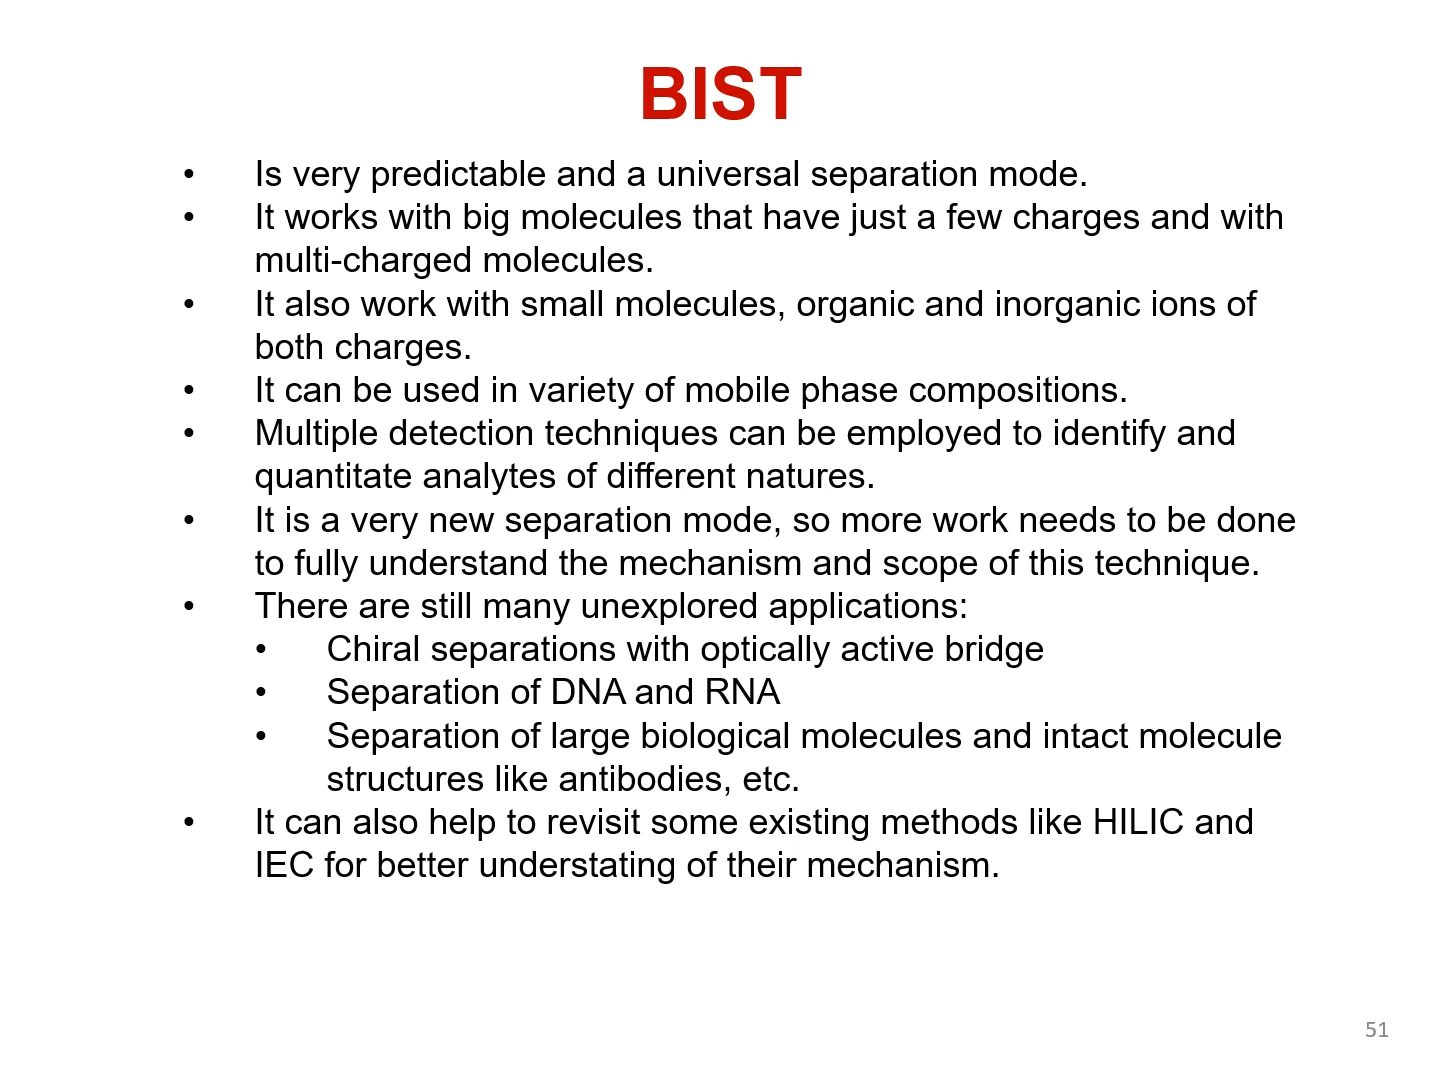 BIST
• Is very predictable and a universal separation mode.
• It works with big molecules that have just a few charges and with
multi-charged molecules.
• It also work with small molecules, organic and inorganic ions of
both charges.
• It can be used in variety of mobile phase compositions.
• Multiple detection techniques can be employed to identify and
quantitate analytes of different natures.
• It is a very new separation mode, so more work needs to be done
to fully understand the mechanism and scope of this technique.
• There are still many unexplored applications:
• Chiral separations with optically active bridge
• Separation of DNA and RNA
• Separation of large biological molecules and intact molecule
structures like antibodies, etc.
• It can also help to revisit some existing methods like HILIC and
IEC for better understating of their mechanism.
51